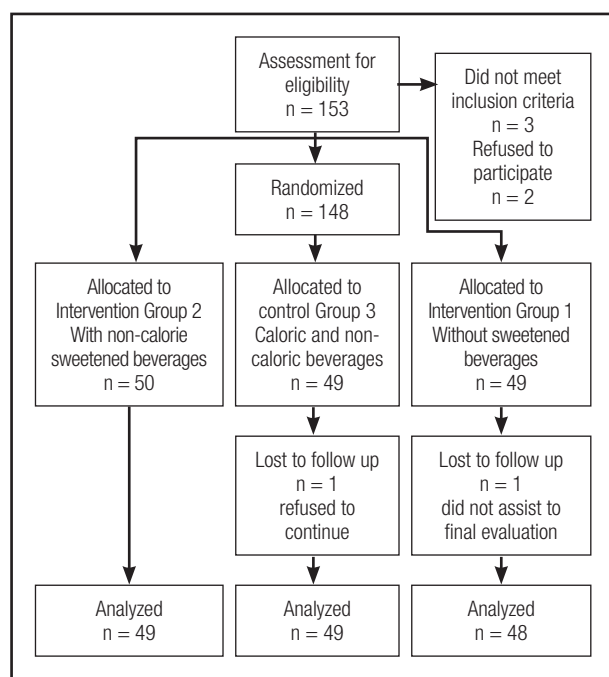 Assessment for
eligibility
n = 153
Did not meet
inclusion criteria
n = 3
Refused to
participate
n = 2
Randomized
n = 148
Allocated to
Intervention Group 2
With non-calorie
sweetened beverages
n = 50
Allocated to
control Group 3
Caloric and non-
caloric beverages
n = 49
Allocated to
Intervention Group 1
Without sweetened
beverages
n = 49
Lost to follow up
n = 1
refused to
continue
Lost to follow up
n = 1
did not assist to
final evaluation
Analyzed
n = 49
Analyzed
n = 49
Analyzed
n = 48